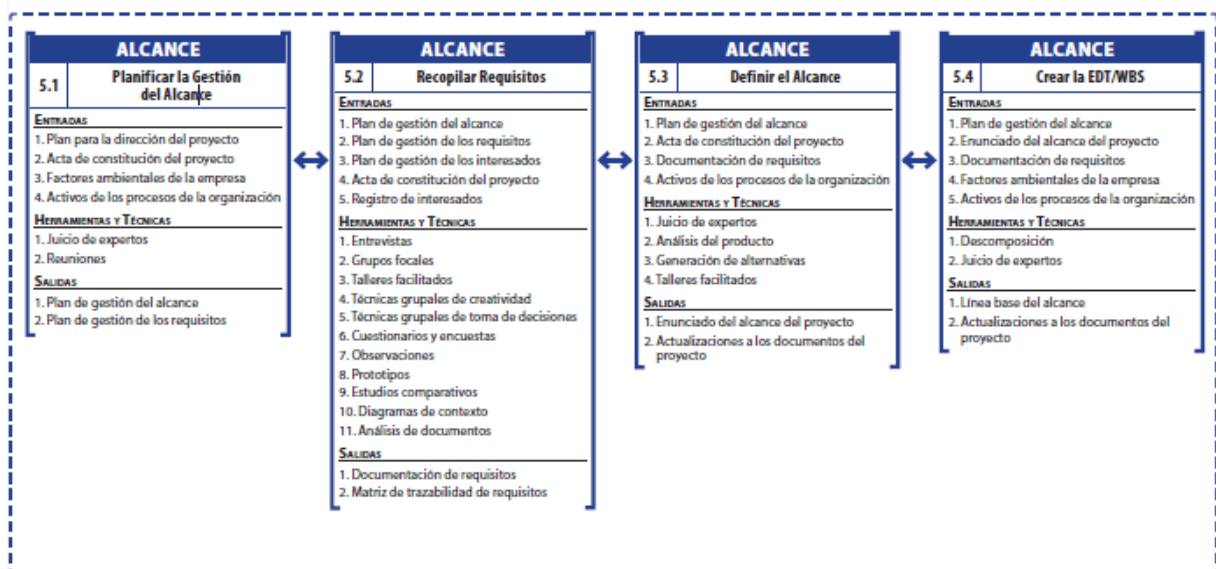 ALCANCE
5.1 Planificar la Gestión
del Alcance
ENTRADAS
1. Plan para la dirección del proyecto
2. Acta de constitución del proyecto
3. Factores ambientales de la empresa
4. Activos de los procesos de la organización
HERRAMIENTAS Y TÉCNICAS
1. Juicio de expertos
2. Reuniones
SALIDAS
1. Plan de gestión del alcance
2. Plan de gestión de los requisitos
ALCANCE
5.2 Recopilar Requisitos
ENTRADAS
1. Plan de gestión del alcance
2. Plan de gestión de los requisitos
3. Plan de gestión de los interesados
4. Acta de constitución del proyecto
5. Registro de interesados
HERRAMIENTAS Y TÉCNICAS
1. Entrevistas
2. Grupos focales
3. Talleres facilitados
4. Técnicas grupales de creatividad
5. Técnicas grupales de toma de decisiones
6. Cuestionarios y encuestas
7. Observaciones
8. Prototipos
9. Estudios comparativos
10. Diagramas de contexto
11. Análisis de documentos
SALIDAS
1. Documentación de requisitos
2. Matriz de trazabilidad de requisitos
ALCANCE
5.3 Definir el Alcance
ENTRADAS
1. Plan de gestión del alcance
2. Acta de constitución del proyecto
3. Documentación de requisitos
4. Activos de los procesos de la organización
HERRAMIENTAS Y TÉCNICAS
1. Juicio de expertos
2. Análisis del producto
3. Generación de alternativas
4. Talleres facilitados
SALIDAS
1. Enunciado del alcance del proyecto
2. Actualizaciones a los documentos del
proyecto
ALCANCE
5.4 Crear la EDT/WBS
ENTRADAS
1. Plan de gestión del alcance
2. Enunciado del alcance del proyecto
3. Documentación de requisitos
4. Factores ambientales de la empresa
5. Activos de los procesos de la organización
HERRAMIENTAS Y TÉCNICAS
1. Descomposición
2. Juicio de expertos
SALIDAS
1. Línea base del alcance
2. Actualizaciones a los documentos del
proyecto